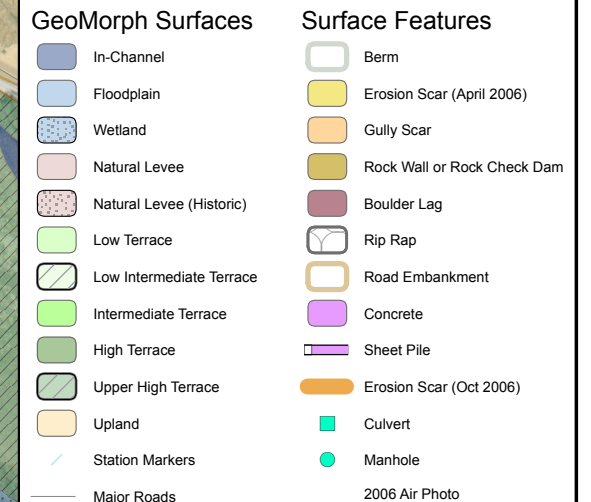 GeoMorph Surfaces
In-Channel
Floodplain
Wetland
Natural Levee
Natural Levee (Historic)
Low Terrace
Low Intermediate Terrace
Intermediate Terrace
High Terrace
Upper High Terrace
Upland
Station Markers
Major Roads
Surface Features
Berm
Erosion Scar (April 2006)
Gully Scar
Rock Wall or Rock Check Dam
Boulder Lag
Rip Rap
Road Embankment
Concrete
Sheet Pile
Erosion Scar (Oct 2006)
Culvert
Manhole
2006 Air Photo